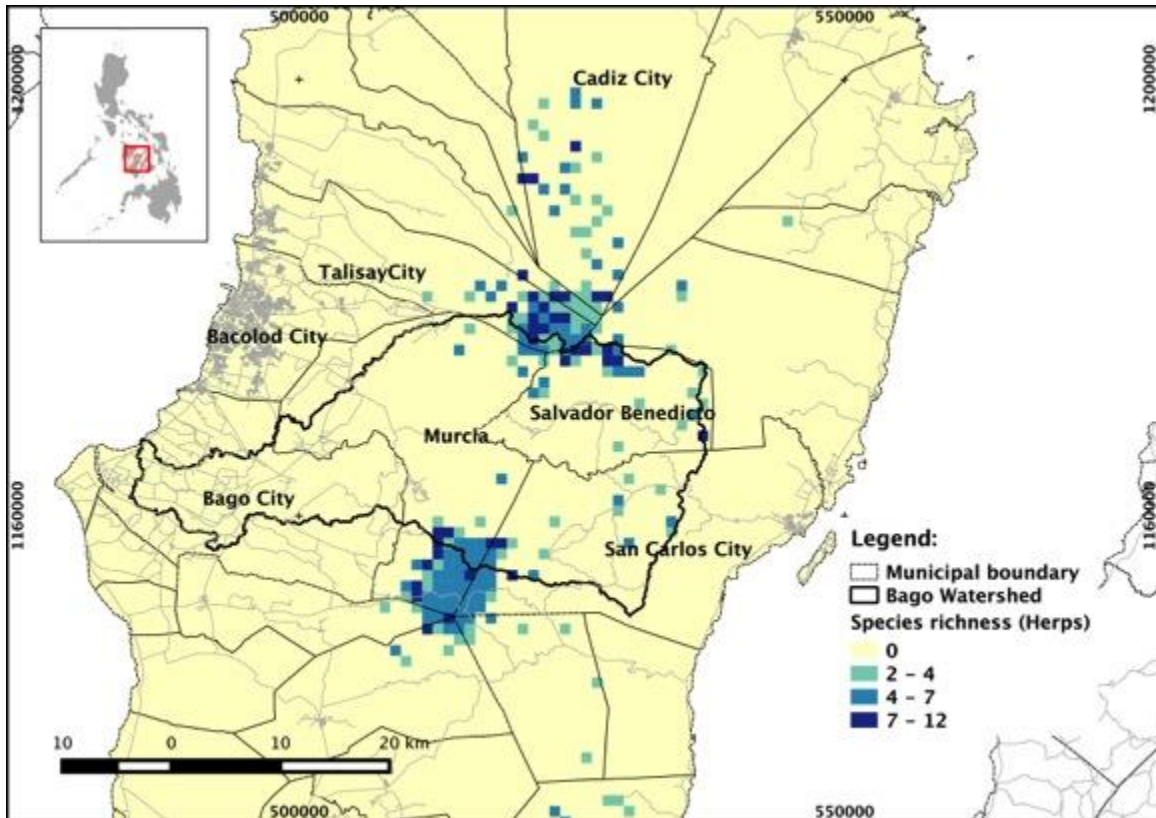 500000
550000
1200000
1200000
Cadiz City
TalisayCity
Bacolod City
Salvador Benedicto
Murcia
Bago City
1160000
1160000
San Carlos City
Legend:
Municipal boundary
Bago Watershed
Species richness (Herps)
0
2 - 4
4 - 7
7 - 12
10 0 10 20 km
500000
550000